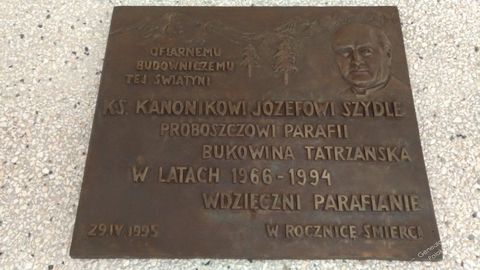 OFIARNEMU
BUDOWNICZEMU
TEJ ŚWIĄTYNI
KS. KANONIKOWI JÓZEFOWI SZYDLE
PROBOSZCZOWI PARAFII
BUKOWINA TATRZAŃSKA
W LATACH 1966-1994
WDZIĘCZNI PARAFIANIE
29 IV 1995 W ROCZNICĘ ŚMIERCI